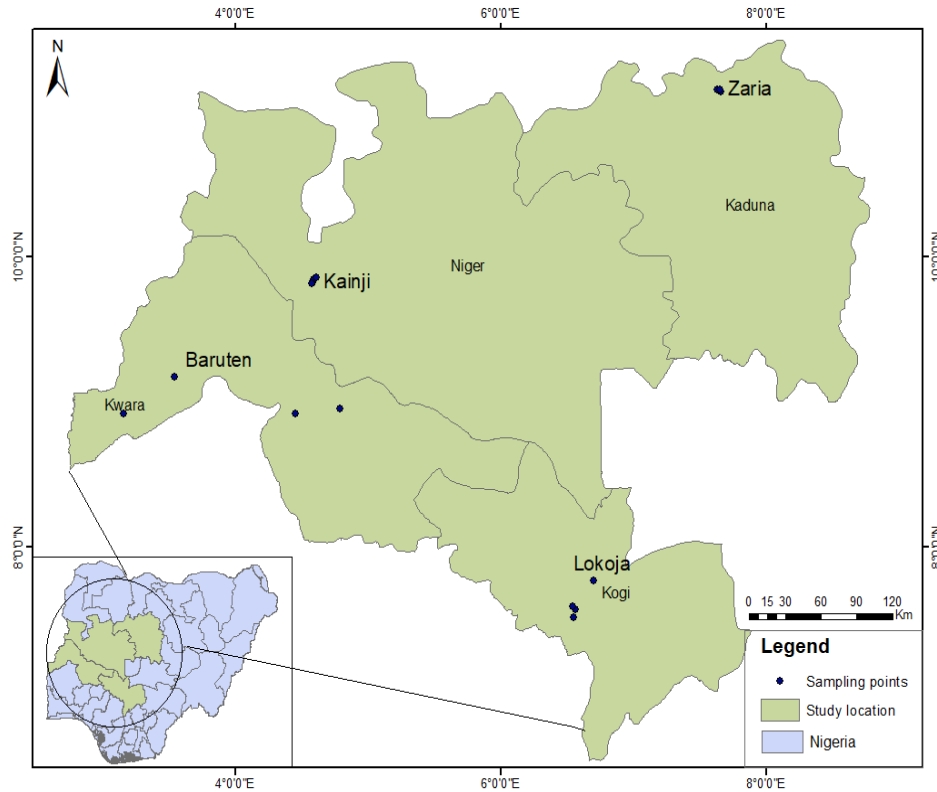 4°0'0"E 6°0'0"E 8°0'0"E
N
Zaria
Kaduna
10°0'0"N 10°0'0"N
Niger
Kainji
Baruten
Kwara
8°0'0"N 8°0'0"N
Lokoja
Kogi
0 15 30 60 90 120
Km
Legend
Sampling points
Study location
Nigeria
4°0'0"E 6°0'0"E 8°0'0"E